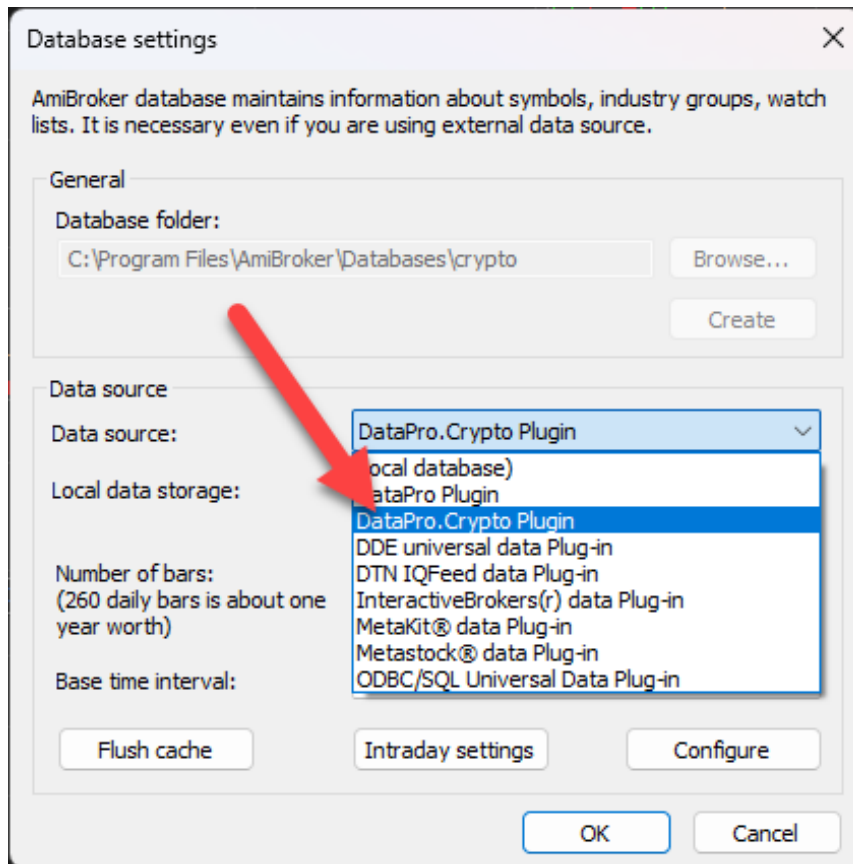 Database settings
AmiBroker database maintains information about symbols, industry groups, watch
lists. It is necessary even if you are using external data source.
General
Database folder:
C:\Program Files\AmiBroker\Databases\crypto
Browse...
Create
Data source
Data source:
DataPro.Crypto Plugin
ocal database)
Local data storage:
ataPro Plugin
DataPro.Crypto Plugin
DDE universal data Plug-in
Number of bars:
DTN IQFeed data Plug-in
(260 daily bars is about one
InteractiveBrokers(r) data Plug-in
year worth)
MetaKit® data Plug-in
Metastock® data Plug-in
Base time interval:
ODBC/SQL Universal Data Plug-in
Flush cache
Intraday settings
Configure
OK
Cancel